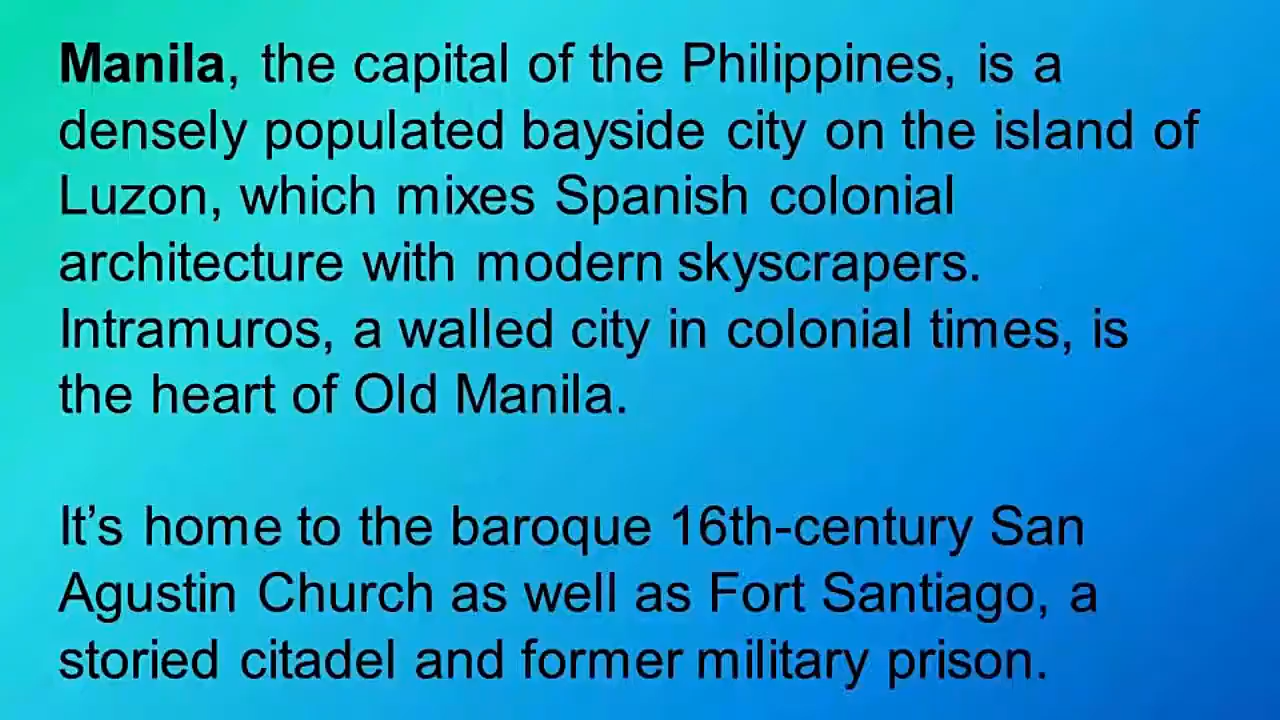 Manila, the capital of the Philippines, is a
densely populated bayside city on the island of
Luzon, which mixes Spanish colonial
architecture with modern skyscrapers.
Intramuros, a walled city in colonial times, is
the heart of Old Manila.
It’s home to the baroque 16th-century San
Agustin Church as well as Fort Santiago, a
storied citadel and former military prison.